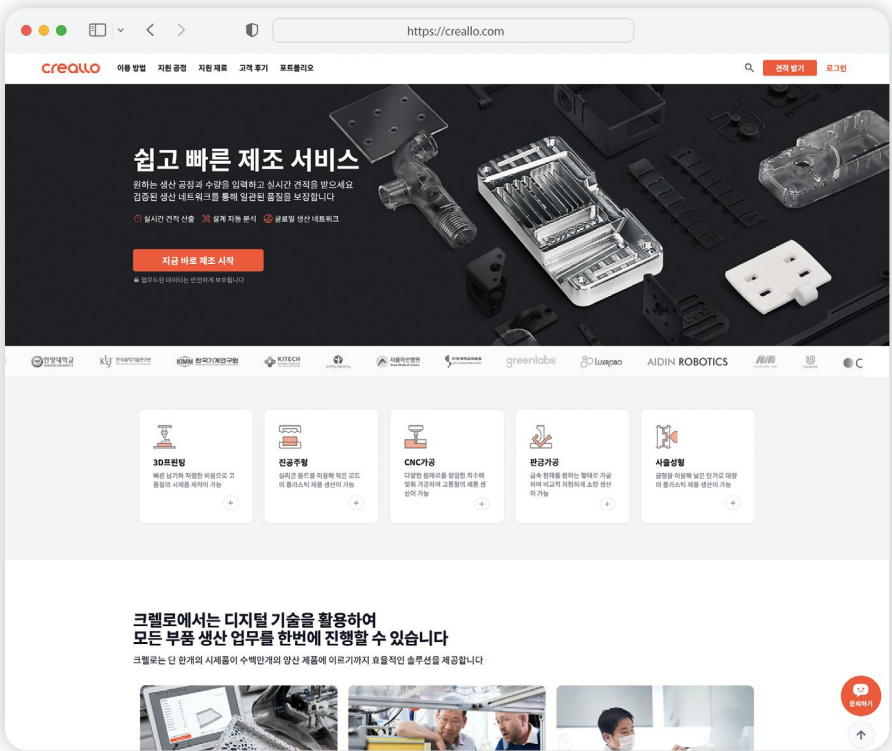 https://creallo.com
creallo 이용 방법 지원 공정 지원 재료 고객 후기 포트폴리오 견적 받기 로그인
쉽고 빠른 제조 서비스
원하는 생산 공정과 수량을 입력하고 실시간 견적을 받으세요
검증된 생산 네트워크를 통해 일관된 품질을 보장합니다
실시간 견적 산출 설계 자동 분석 글로벌 생산 네트워크
지금 바로 제조 시작
업로드된 데이터는 안전하게 보호됩니다
한양대학교 KIMM 한국기계연구원 KITECH 서울아산병원 greenlabs LUXROBO AIDIN ROBOTICS
3D프린팅
빠른 납기와 저렴한 비용으로 고
품질의 시제품 제작이 가능
진공주형
실리콘 몰드를 이용해 작은 로트
의 플라스틱 제품 생산이 가능
CNC가공
다양한 원재료를 정밀한 치수에
맞춰 가공하여 고품질의 제품 생
산이 가능
판금가공
금속 판재를 원하는 형태로 가공
하여 비교적 저렴하게 소량 생산
이 가능
사출성형
금형을 이용해 낮은 단가로 대량
의 플라스틱 제품 생산이 가능
크렐로에서는 디지털 기술을 활용하여
모든 부품 생산 업무를 한번에 진행할 수 있습니다
크렐로는 단 한개의 시제품이 수백만개의 양산 제품에 이르기까지 효율적인 솔루션을 제공합니다
문의하기